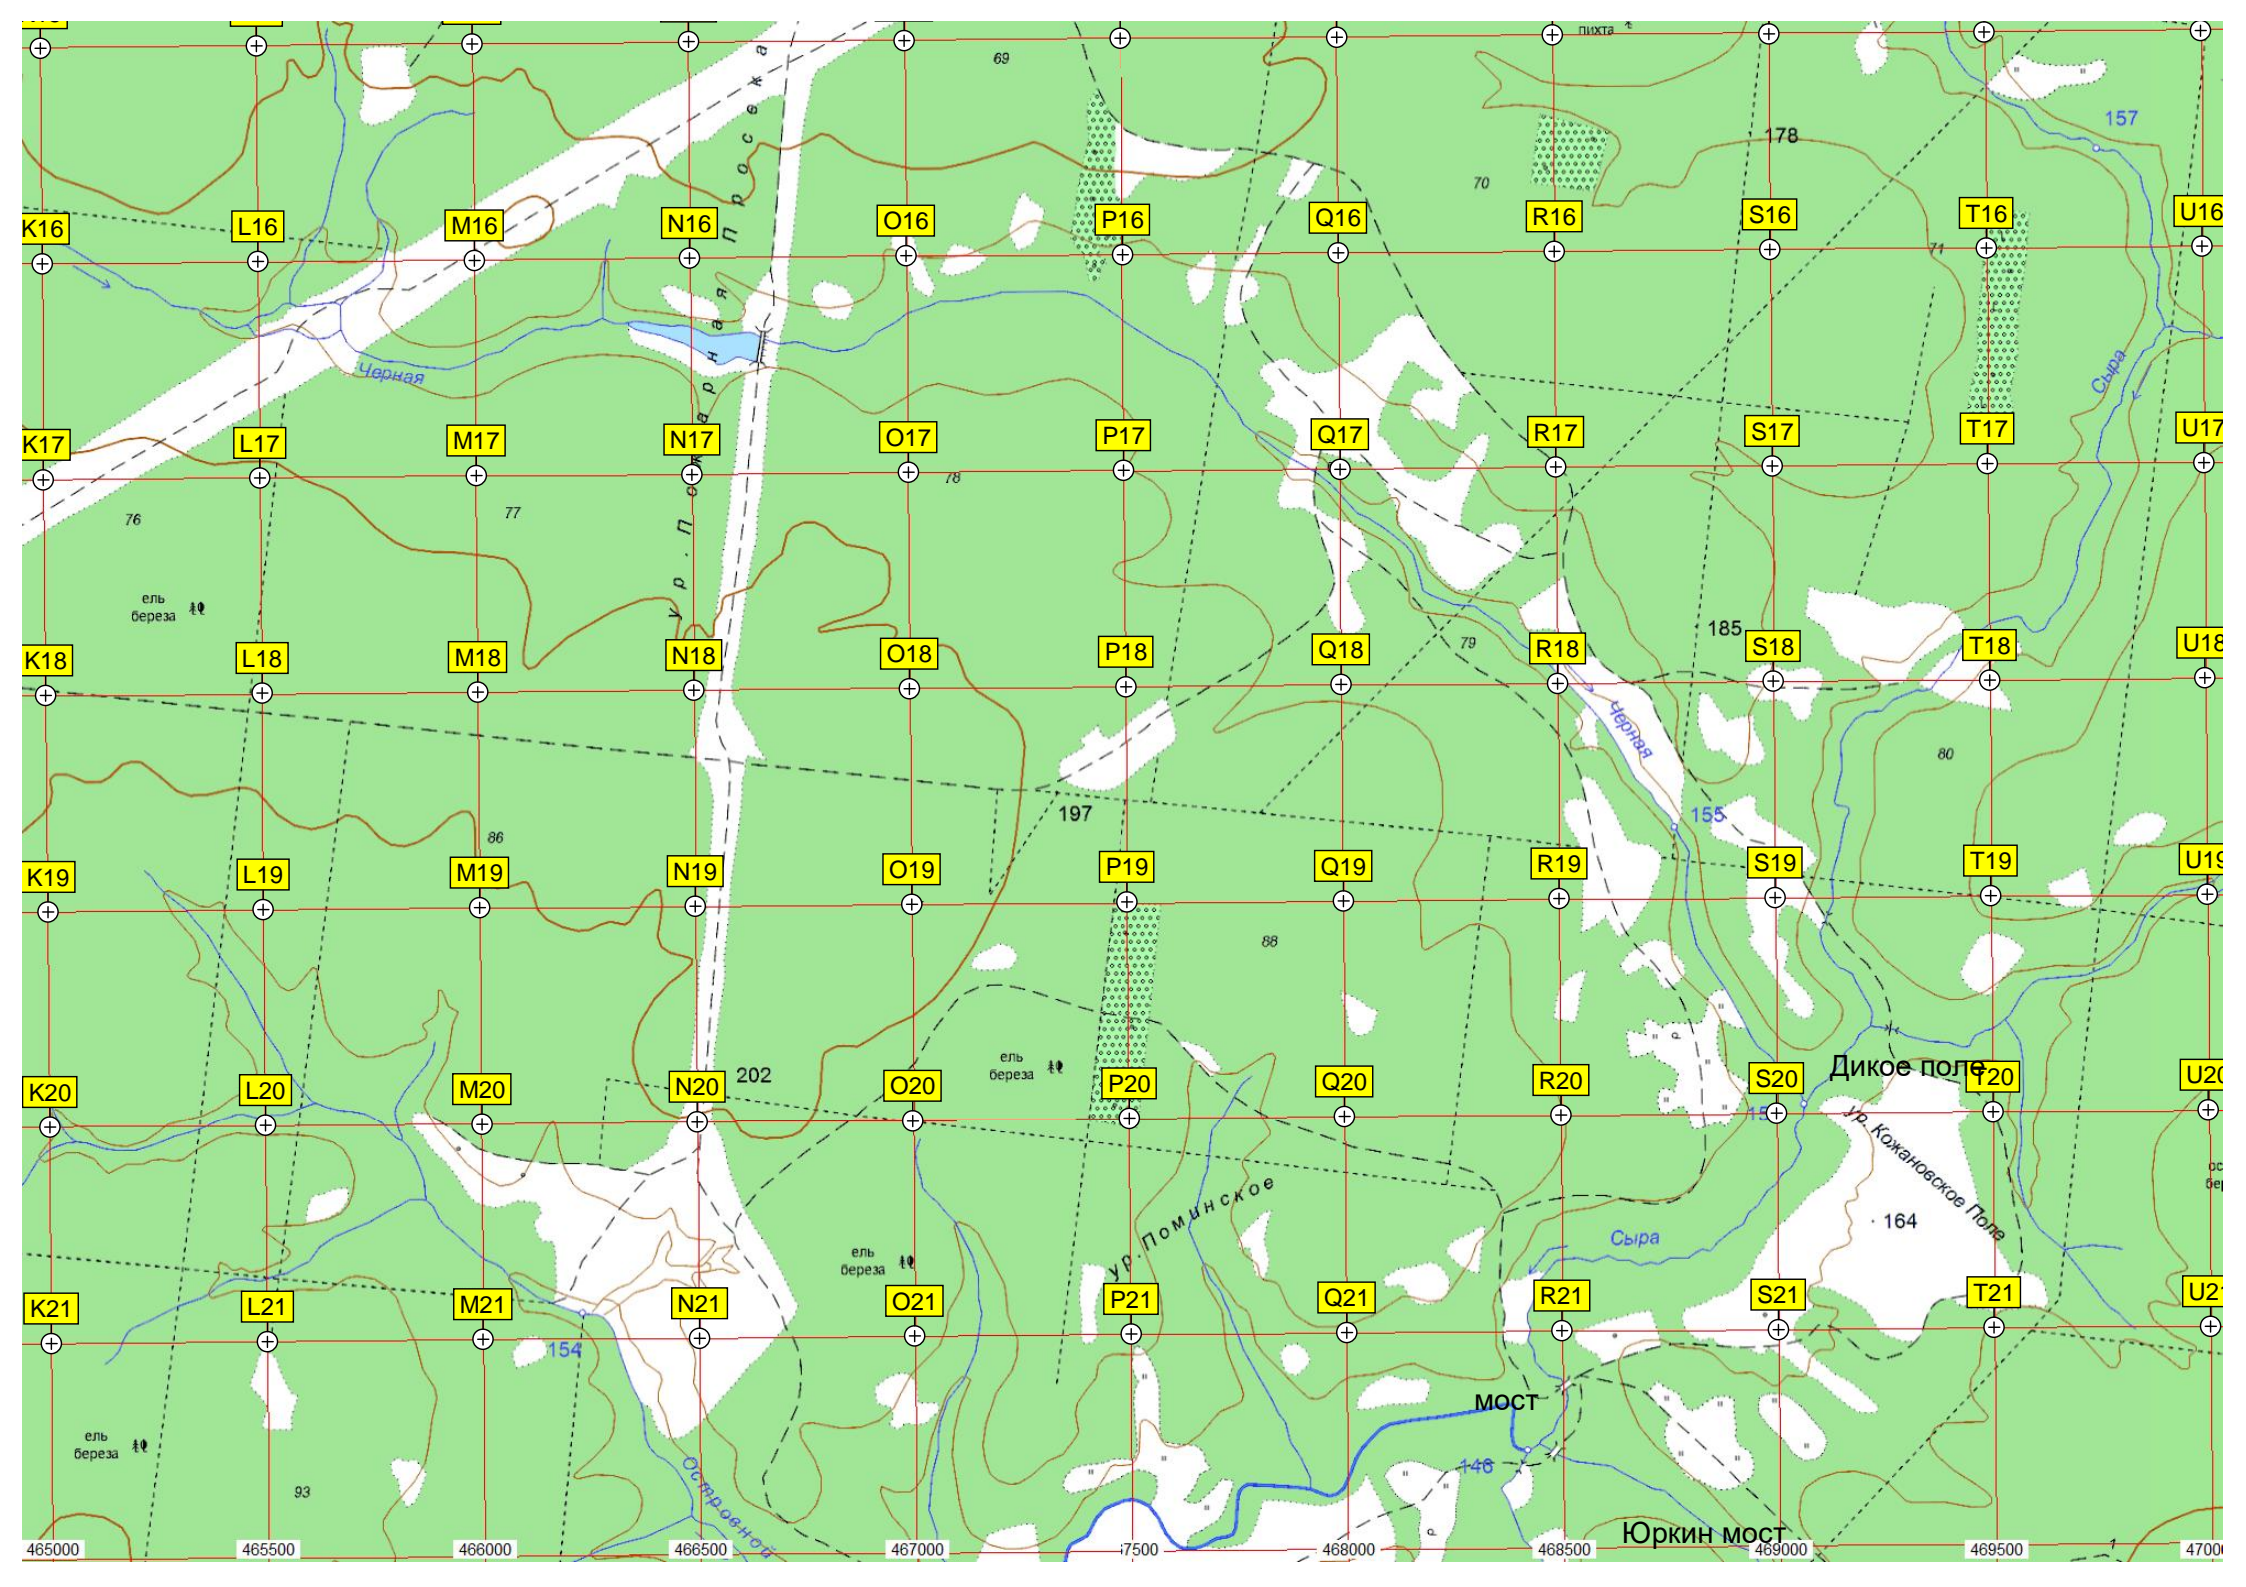 пихта
69
157
178
70
K16
L16
M16
N16
O16
P16
Q16
R16
S16
T16
U16
71
Черная
Сыра
ур. Пожарная Просека
K17
L17
M17
N17
O17
P17
Q17
R17
S17
T17
U17
76
77
78
ель
береза
185
79
K18
L18
M18
N18
O18
P18
Q18
R18
S18
T18
U18
Черная
80
197
155
86
K19
L19
M19
N19
O19
P19
Q19
R19
S19
T19
U19
88
ель
береза
202
Дикое поле
K20
L20
M20
N20
O20
P20
Q20
R20
S20
T20
U20
ур. Кожановское Поле
ур. Поминское
164
Сыра
ель
береза
K21
L21
M21
N21
O21
P21
Q21
R21
S21
T21
U21
154
мост
ель
береза
146
93
Островной
Юркин мост
465000
465500
466000
466500
467000
7500
468000
468500
469000
469500
4700